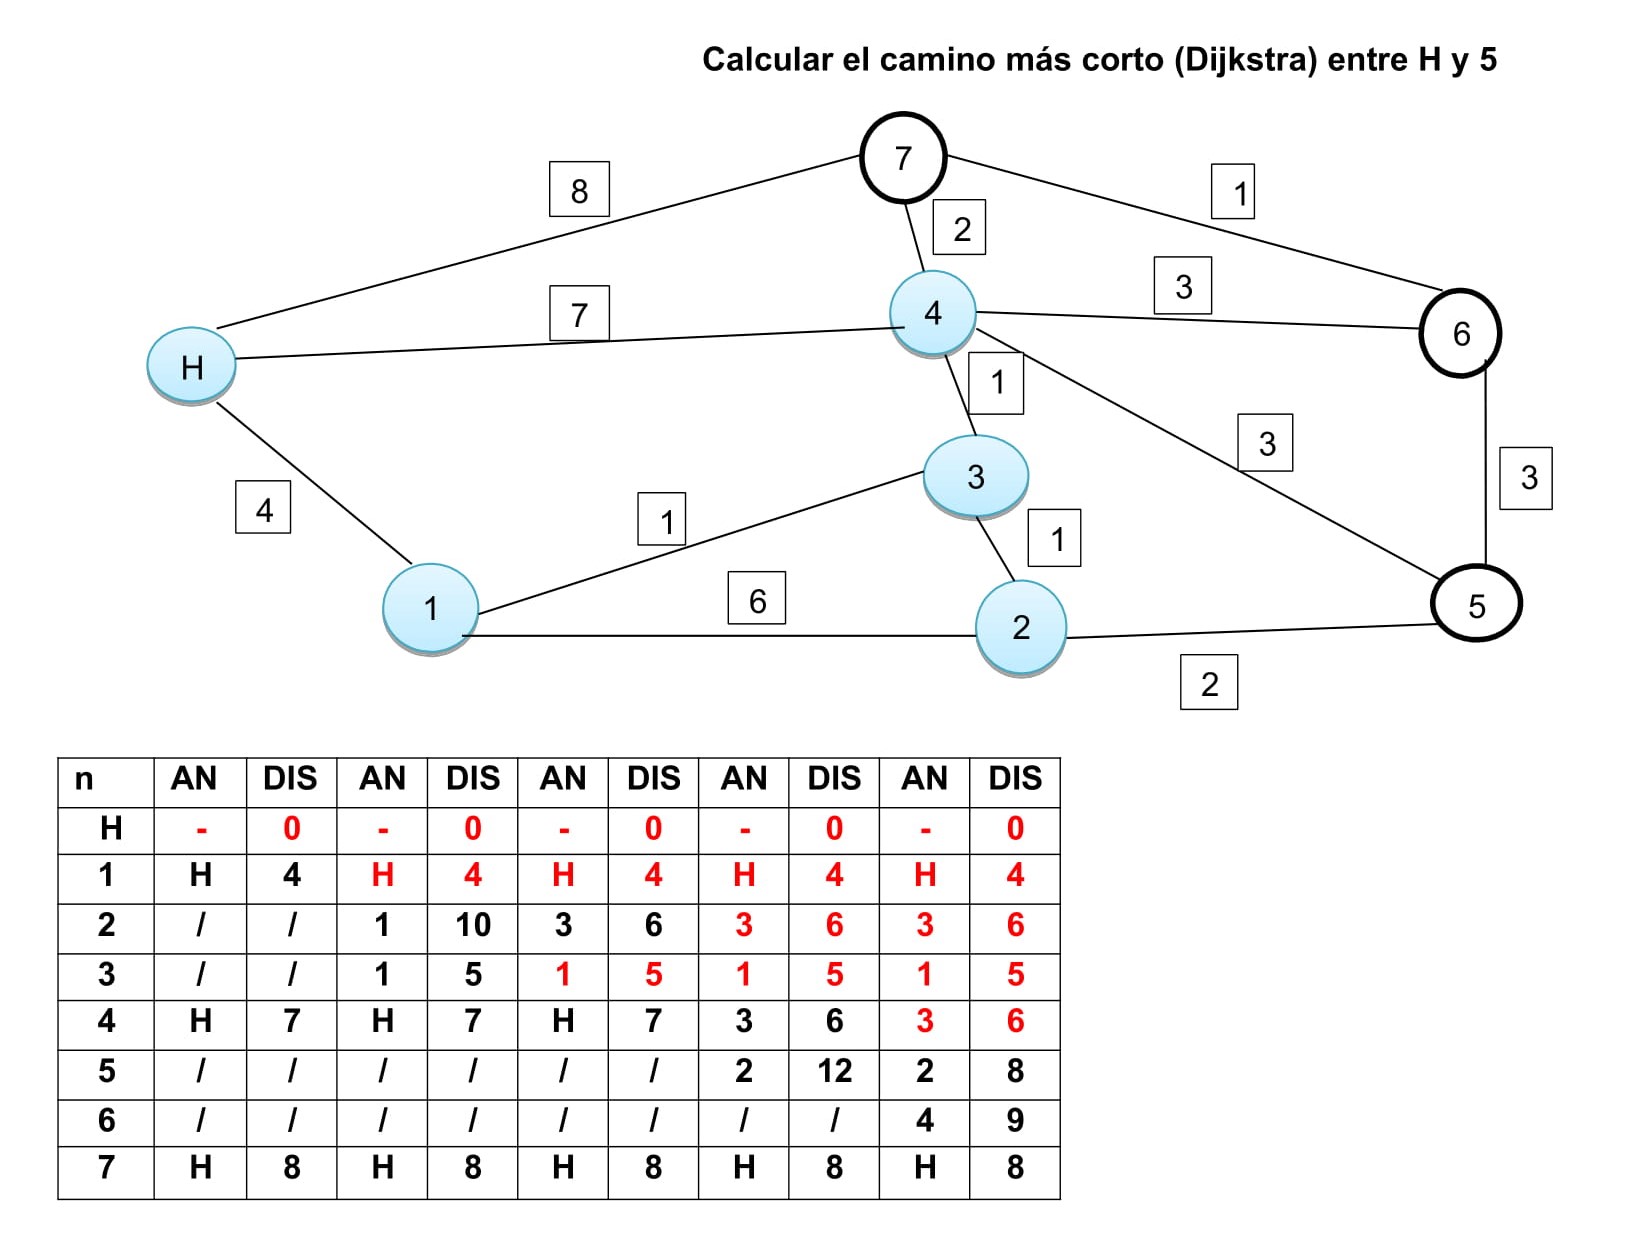 Calcular el camino más corto (Dijkstra) entre H y 5
7
8
1
2
3
4
7
6
H
1
3
3
3
4
1
1
6
1
2
5
2
n AN DIS AN DIS AN DIS AN DIS AN DIS
H - 0 - 0 - 0 - 0 - 0
1 H 4 H 4 H 4 H 4 H 4
2 / / 1 10 3 6 3 6 3 6
3 / / 1 5 1 5 1 5 1 5
4 H 7 H 7 H 7 3 6 3 6
5 / / / / / / 2 12 2 8
6 / / / / / / / / 4 9
7 H 8 H 8 H 8 H 8 H 8